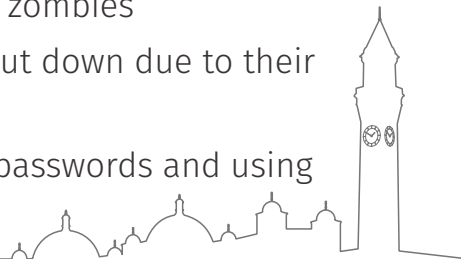 zombies
ut down due to their
passwords and using